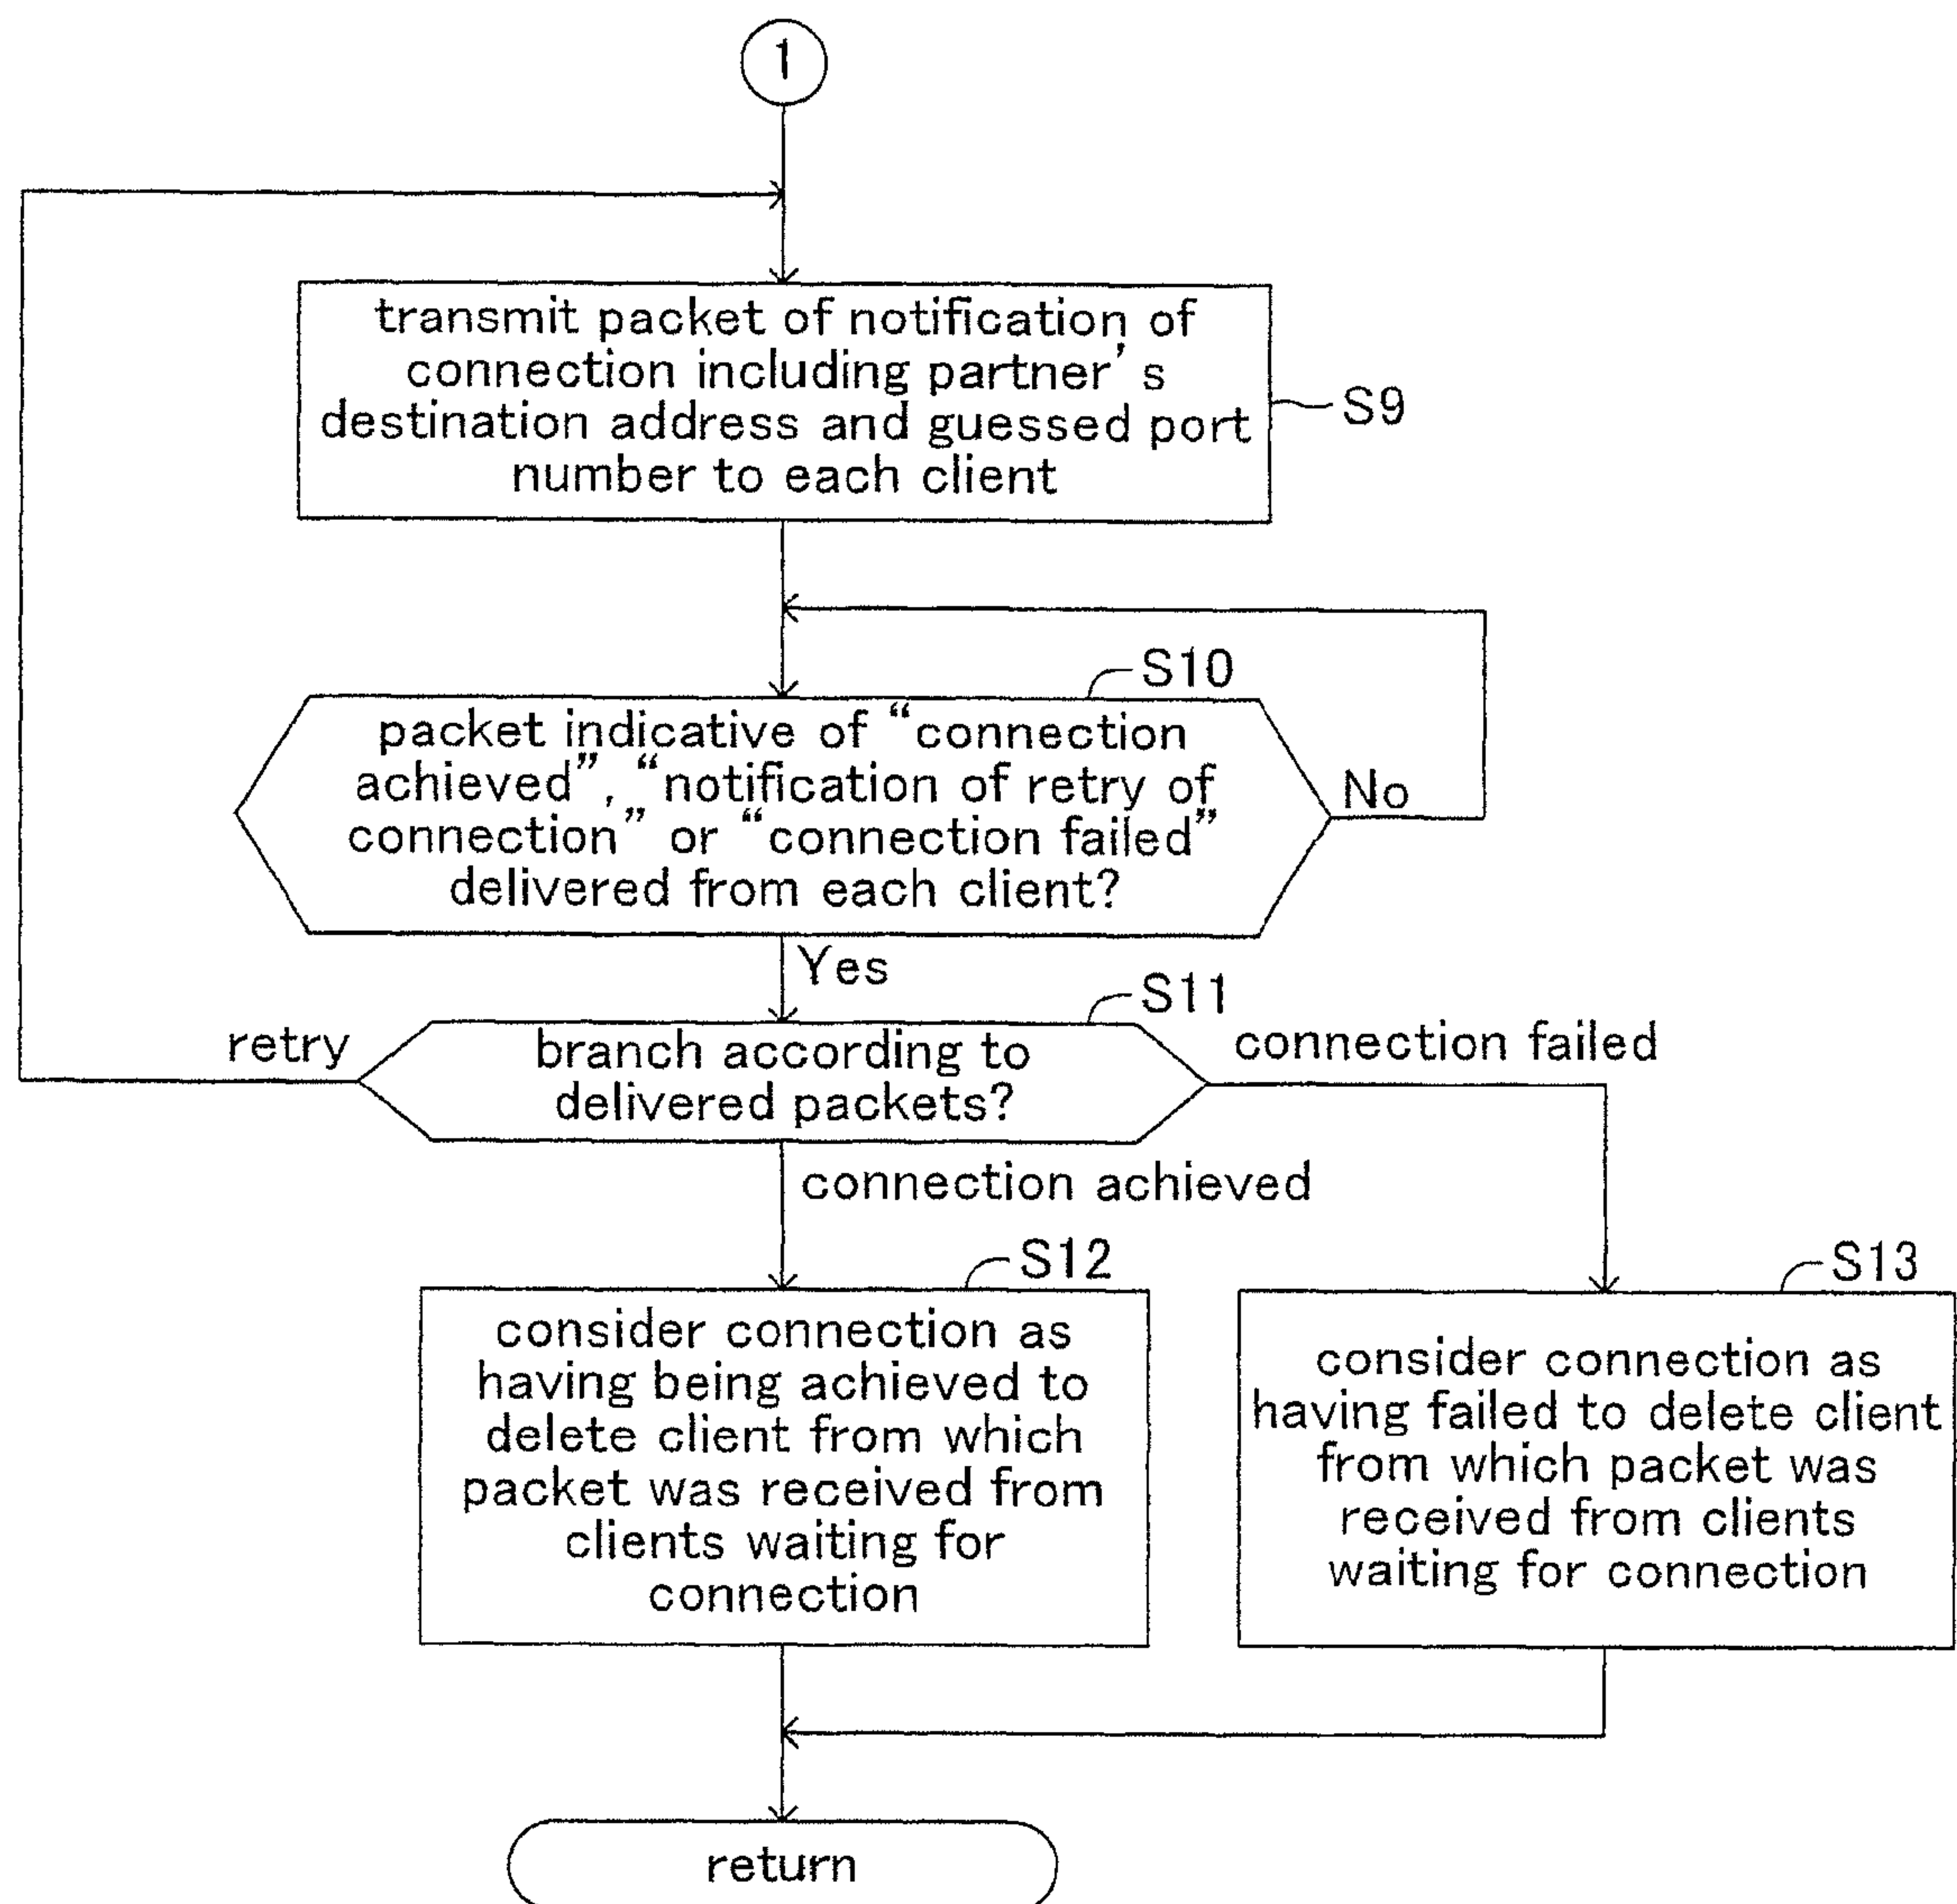 1
transmit packet of notification of
connection including partner's
destination address and guessed port
number to each client
S9
S10
packet indicative of “connection
achieved”, “notification of retry of
connection” or “connection failed”
delivered from each client?
No
Yes
S11
retry
branch according to
delivered packets?
connection failed
connection achieved
S12
consider connection as
having being achieved to
delete client from which
packet was received from
clients waiting for
connection
S13
consider connection as
having failed to delete client
from which packet was
received from clients
waiting for connection
return